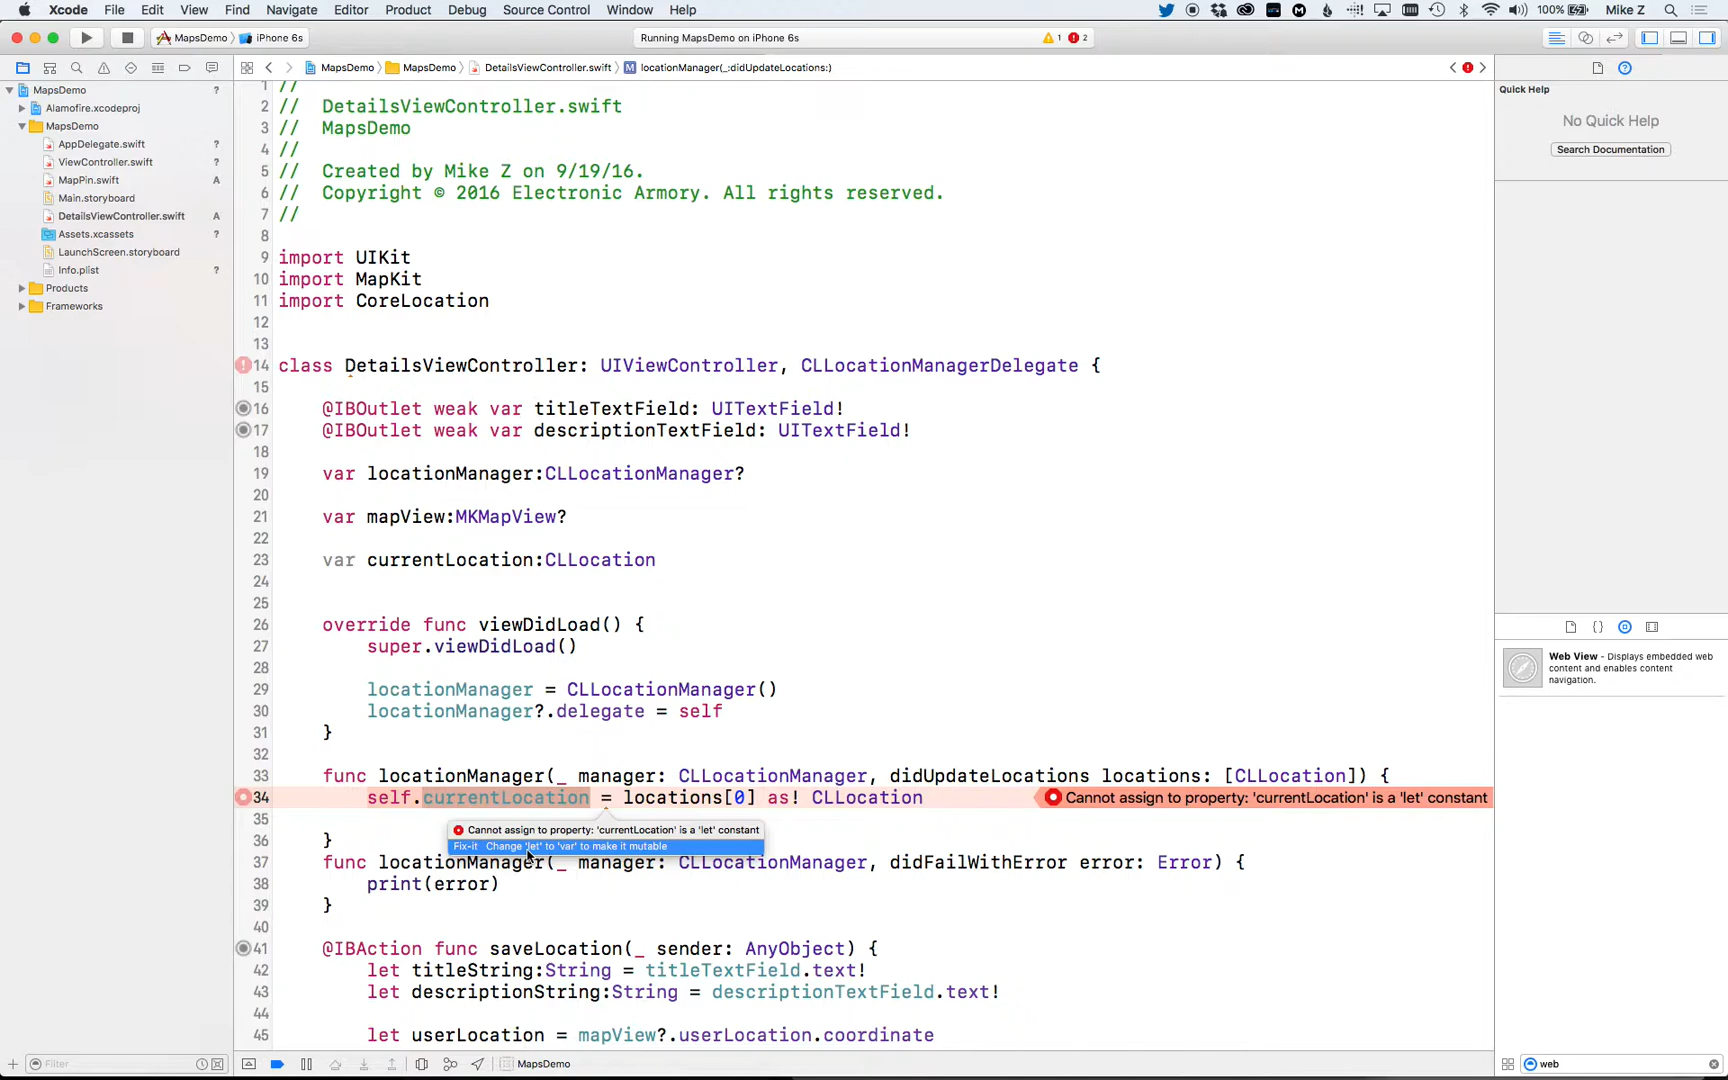 Xcode File Edit View Find Navigate Editor Product Debug Source Control Window Help 100% Mike Z
MapsDemo iPhone 6s Running MapsDemo on iPhone 6s 1 2
MapsDemo MapsDemo DetailsViewController.swift M locationManager(_:didUpdateLocations:)
MapsDemo ?
Alamofire.xcodeproj
MapsDemo
AppDelegate.swift ?
ViewController.swift ?
MapPin.swift A
Main.storyboard
DetailsViewController.swift A
Assets.xcassets ?
LaunchScreen.storyboard
Info.plist ?
Products
Frameworks
Filter
1 //
2 // DetailsViewController.swift
3 // MapsDemo
4 //
5 // Created by Mike Z on 9/19/16.
6 // Copyright © 2016 Electronic Armory. All rights reserved.
7 //
8
9 import UIKit
10 import MapKit
11 import CoreLocation
12
13
14 class DetailsViewController: UIViewController, CLLocationManagerDelegate {
15
16 @IBOutlet weak var titleTextField: UITextField!
17 @IBOutlet weak var descriptionTextField: UITextField!
18
19 var locationManager:CLLocationManager?
20
21 var mapView:MKMapView?
22
23 var currentLocation:CLLocation
24
25
26 override func viewDidLoad() {
27 super.viewDidLoad()
28
29 locationManager = CLLocationManager()
30 locationManager?.delegate = self
31 }
32
33 func locationManager(_ manager: CLLocationManager, didUpdateLocations locations: [CLLocation]) {
34 self.currentLocation = locations[0] as! CLLocation Cannot assign to property: 'currentLocation' is a 'let' constant
35
Cannot assign to property: 'currentLocation' is a 'let' constant
36 }
Fix-it Change 'let' to 'var' to make it mutable
37 func locationManager(_ manager: CLLocationManager, didFailWithError error: Error) {
38 print(error)
39 }
40
41 @IBAction func saveLocation(_ sender: AnyObject) {
42 let titleString:String = titleTextField.text!
43 let descriptionString:String = descriptionTextField.text!
44
45 let userLocation = mapView?.userLocation.coordinate
MapsDemo
Quick Help
No Quick Help
Search Documentation
{ }
Web View - Displays embedded web
content and enables content
navigation.
web